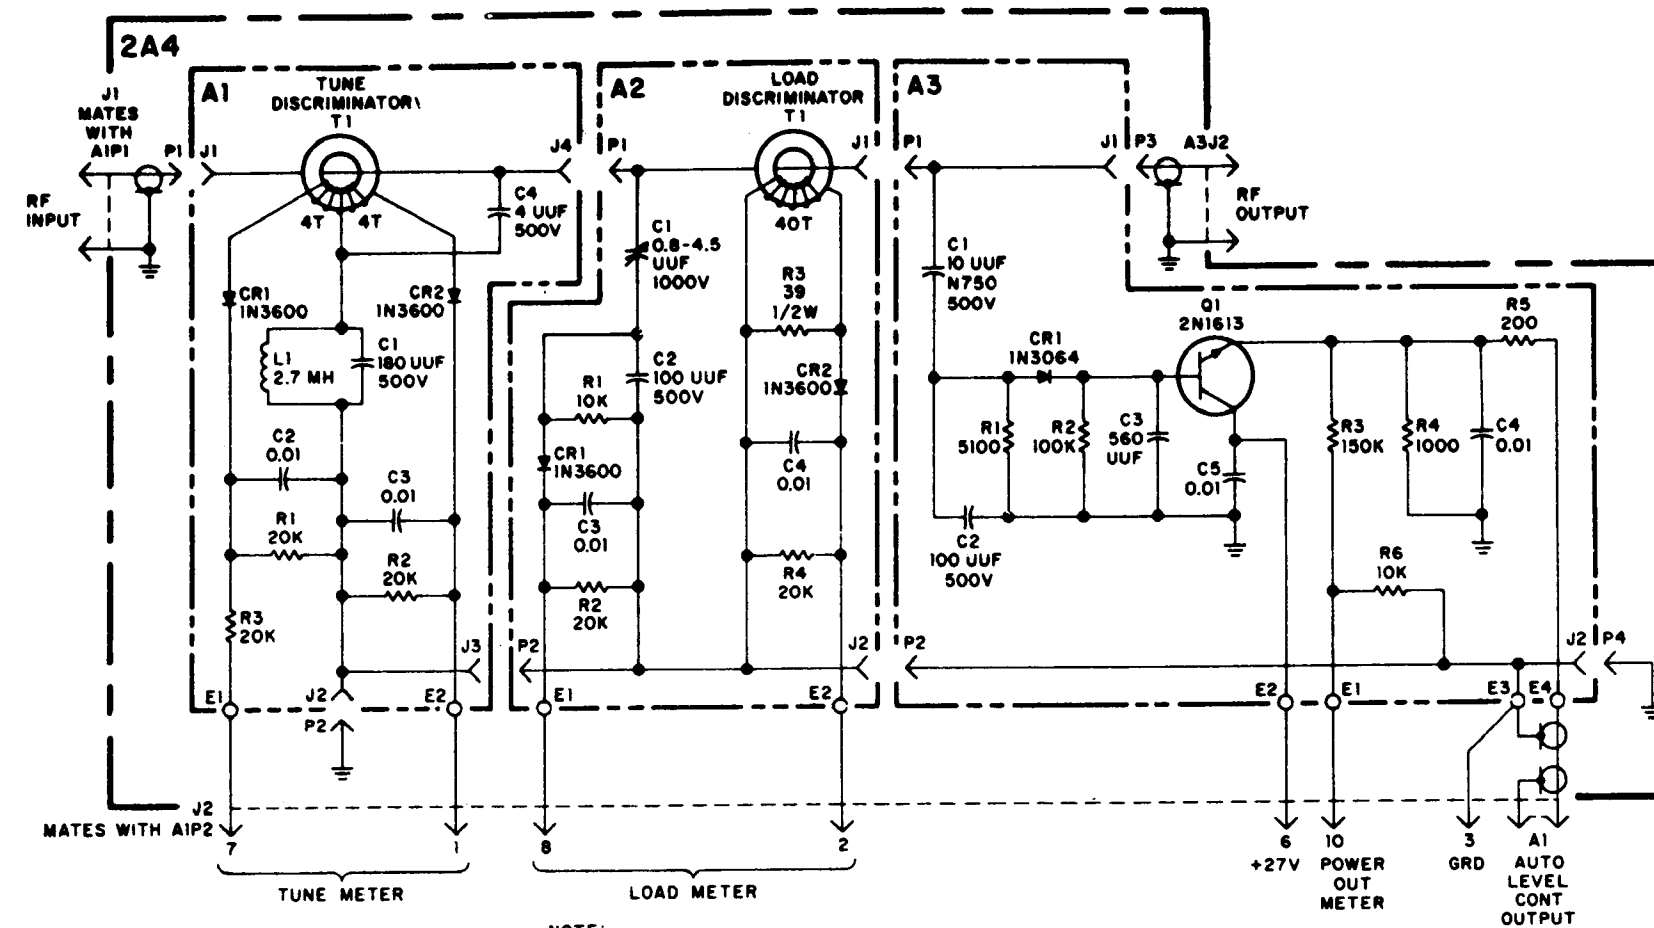 2A4
J1
MATES
WITH
A1P1
P1
J1
RF
INPUT
A1
TUNE
DISCRIMINATOR
T1
4T
4T
J4
C4
4 UUF
500V
CR1
1N3600
CR2
1N3600
L1
2.7 MH
C1
180 UUF
500V
C2
0.01
C3
0.01
R1
20K
R2
20K
R3
20K
J3
E1
J2
E2
P2
A2
LOAD
DISCRIMINATOR
T1
P1
J1
40T
C1
0.8-4.5
UUF
1000V
R3
39
1/2W
C2
100 UUF
500V
R1
10K
CR2
1N3600
CR1
1N3600
C3
0.01
C4
0.01
R2
20K
R4
20K
P2
J2
E1
E2
A3
P1
J1
P3
A3J2
RF
OUTPUT
C1
10 UUF
N750
500V
Q1
2N1613
R5
200
CR1
1N3064
R1
5100
R2
100K
C3
560
UUF
C5
0.01
R3
150K
R4
1000
C4
0.01
C2
100 UUF
500V
R6
10K
P2
J2
P4
E2
E1
E3
E4
J2
MATES WITH A1P2
7
1
8
2
6
10
3
A1
TUNE METER
LOAD METER
+27V
POWER
OUT
METER
GRD
AUTO
LEVEL
CONT
OUTPUT
NOTE: